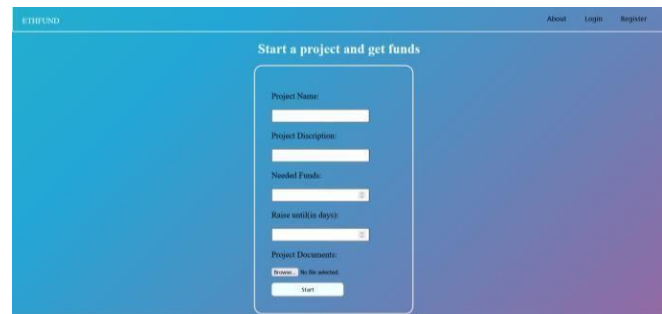 ETHFUND
About Login Register
Start a project and get funds
Project Name:
Project Discription:
Needed Funds:
Raise until(in days):
Project Documents:
Browse... No file selected.
Start